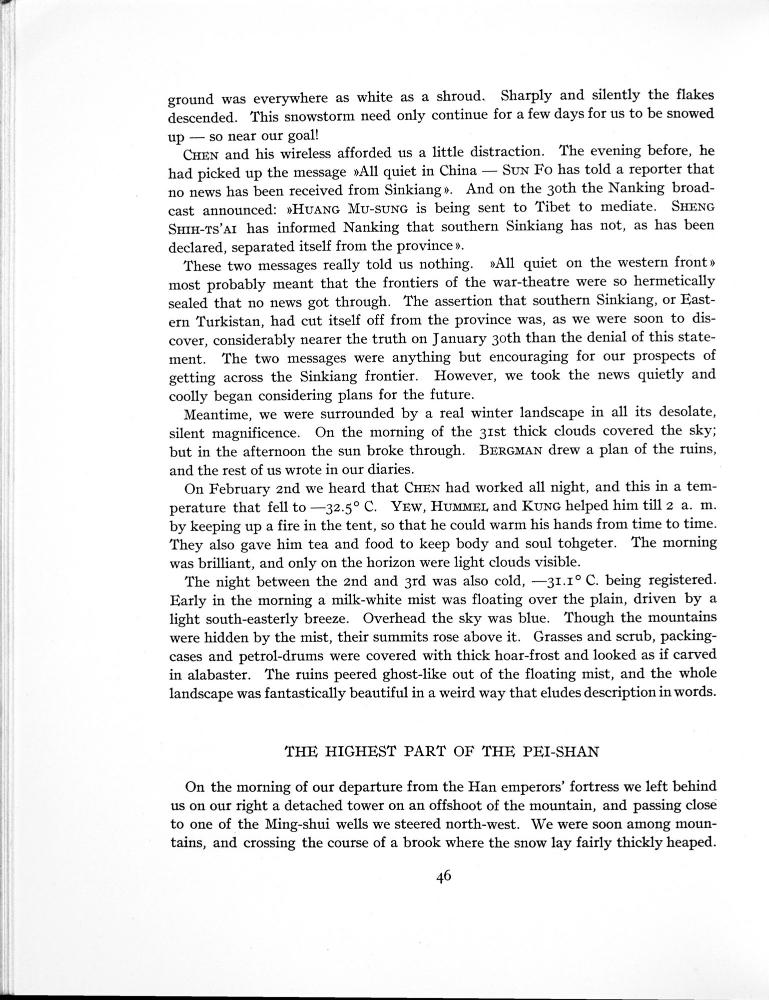 ground was everywhere as white as a shroud. Sharply and silently the flakes
descended. This snowstorm need only continue for a few days for us to be snowed
up — so near our goal!
CHEN and his wireless afforded us a little distraction. The evening before, he
had picked up the message »All quiet in China — SUN FO has told a reporter that
no news has been received from Sinkiang». And on the 30th the Nanking broad-
cast announced: »HUANG MU-SUNG is being sent to Tibet to mediate. SHENG
SHIH-TS'AI has informed Nanking that southern Sinkiang has not, as has been
declared, separated itself from the province».
These two messages really told us nothing. »All quiet on the western front»
most probably meant that the frontiers of the war-theatre were so hermetically
sealed that no news got through. The assertion that southern Sinkiang, or East-
ern Turkistan, had cut itself off from the province was, as we were soon to dis-
cover, considerably nearer the truth on January 30th than the denial of this state-
ment. The two messages were anything but encouraging for our prospects of
getting across the Sinkiang frontier. However, we took the news quietly and
coolly began considering plans for the future.
Meantime, we were surrounded by a real winter landscape in all its desolate,
silent magnificence. On the morning of the 31st thick clouds covered the sky;
but in the afternoon the sun broke through. BERGMAN drew a plan of the ruins,
and the rest of us wrote in our diaries.
On February 2nd we heard that CHEN had worked all night, and this in a tem-
perature that fell to —32.5° C. YEW, HUMMEL and KUNG helped him till 2 a. m.
by keeping up a fire in the tent, so that he could warm his hands from time to time.
They also gave him tea and food to keep body and soul tohgeter. The morning
was brilliant, and only on the horizon were light clouds visible.
The night between the 2nd and 3rd was also cold, —31.1° C. being registered.
Early in the morning a milk-white mist was floating over the plain, driven by a
light south-easterly breeze. Overhead the sky was blue. Though the mountains
were hidden by the mist, their summits rose above it. Grasses and scrub, packing-
cases and petrol-drums were covered with thick hoar-frost and looked as if carved
in alabaster. The ruins peered ghost-like out of the floating mist, and the whole
landscape was fantastically beautiful in a weird way that eludes description in words.
THE HIGHEST PART OF THE PEI-SHAN
On the morning of our departure from the Han emperors' fortress we left behind
us on our right a detached tower on an offshoot of the mountain, and passing close
to one of the Ming-shui wells we steered north-west. We were soon among moun-
tains, and crossing the course of a brook where the snow lay fairly thickly heaped.
46